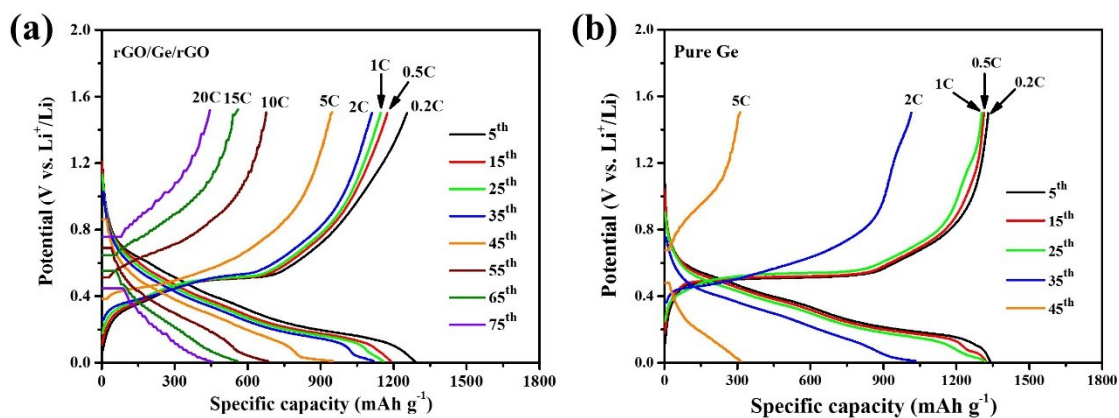 (a)
rGO/Ge/rGO
1C
0.5C
20C 15C 10C 5C 2C 0.2C
5th
15th
25th
35th
45th
55th
65th
75th
2.0
1.6
1.2
0.8
0.4
0.0
Potential (V vs. Li+/Li)
0 300 600 900 1200 1500 1800
Specific capacity (mAh g-1)
(b)
Pure Ge
0.5C
1C 0.2C
5C 2C
5th
15th
25th
35th
45th
2.0
1.6
1.2
0.8
0.4
0.0
Potential (V vs. Li+/Li)
0 300 600 900 1200 1500 1800
Specific capacity (mAh g-1)